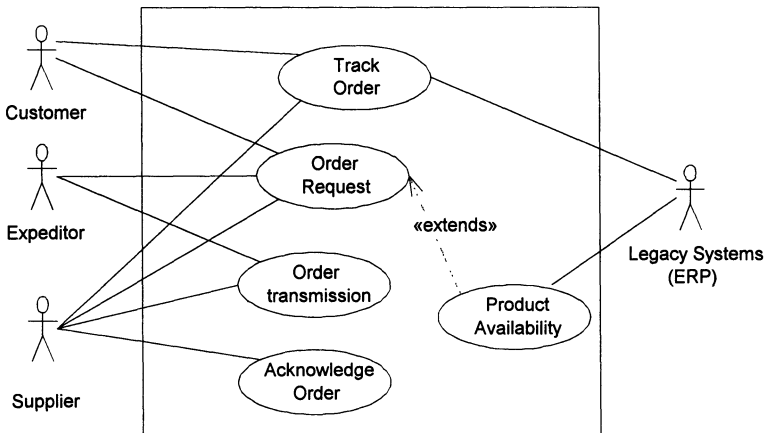 Track
Order
Customer
Order
Request
Expeditor
«extends»
Legacy Systems
(ERP)
Order
transmission
Product
Availability
Acknowledge
Order
Supplier